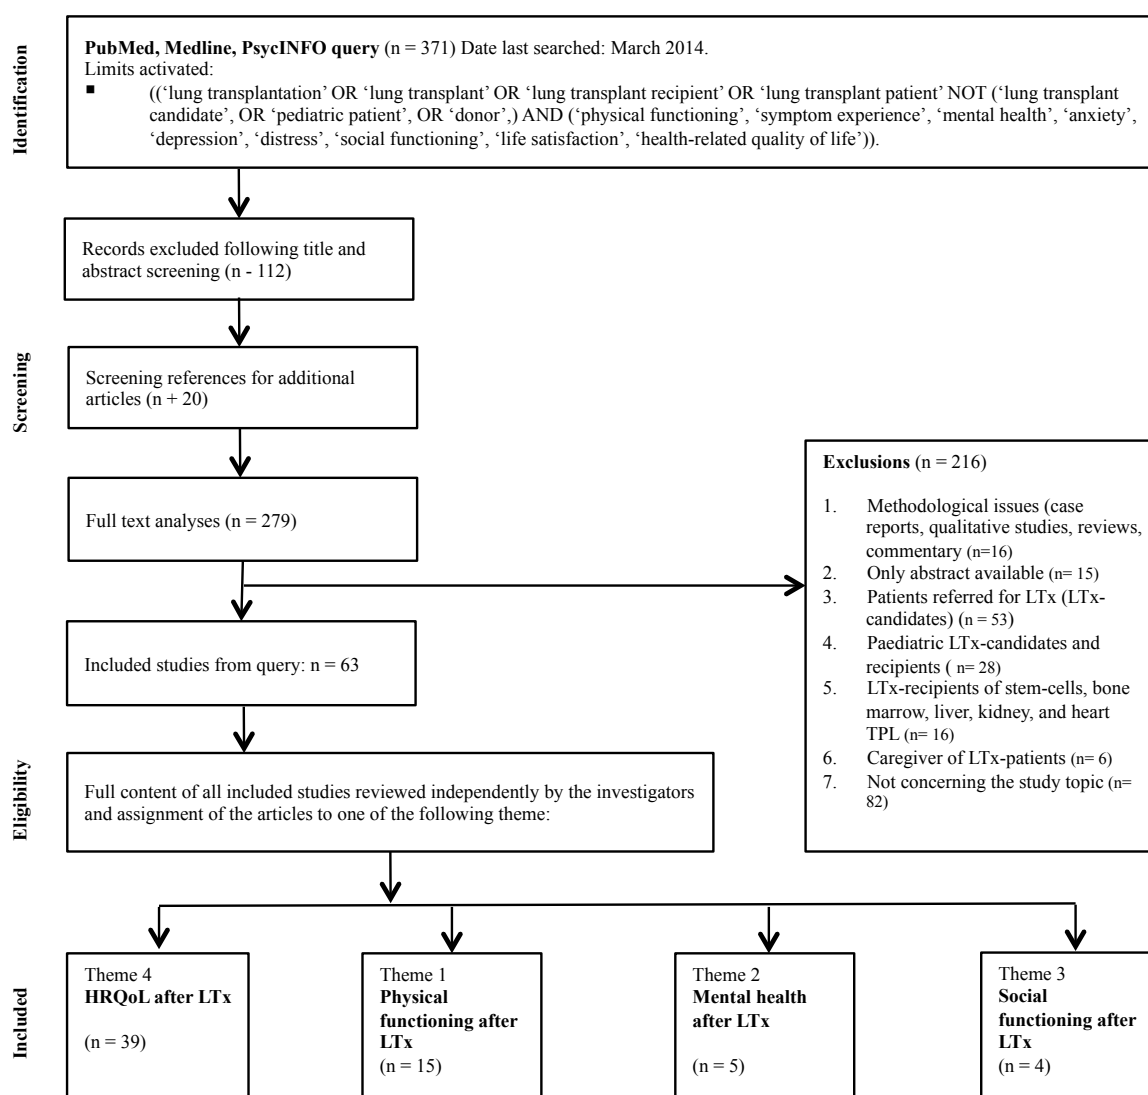 Identification
PubMed, Medline, PsycINFO query (n = 371) Date last searched: March 2014.
Limits activated:
▪ ((‘lung transplantation’ OR ‘lung transplant’ OR ‘lung transplant recipient’ OR ‘lung transplant patient’ NOT (‘lung transplant
candidate’, OR ‘pediatric patient’, OR ‘donor’,) AND (‘physical functioning’, ‘symptom experience’, ‘mental health’, ‘anxiety’,
‘depression’, ‘distress’, ‘social functioning’, ‘life satisfaction’, ‘health-related quality of life’)).
Records excluded following title and
abstract screening (n - 112)
Screening
Screening references for additional
articles (n + 20)
Full text analyses (n = 279)
Exclusions (n = 216)
1. Methodological issues (case
reports, qualitative studies, reviews,
commentary (n=16)
2. Only abstract available (n= 15)
3. Patients referred for LTx (LTx-
candidates) (n = 53)
4. Paediatric LTx-candidates and
recipients ( n= 28)
5. LTx-recipients of stem-cells, bone
marrow, liver, kidney, and heart
TPL (n= 16)
6. Caregiver of LTx-patients (n= 6)
7. Not concerning the study topic (n=
82)
Included studies from query: n = 63
Eligibility
Full content of all included studies reviewed independently by the investigators
and assignment of the articles to one of the following theme:
Included
Theme 4
HRQoL after LTx
(n = 39)
Theme 1
Physical
functioning after
LTx
(n = 15)
Theme 2
Mental health
after LTx
(n = 5)
Theme 3
Social
functioning after
LTx
(n = 4)